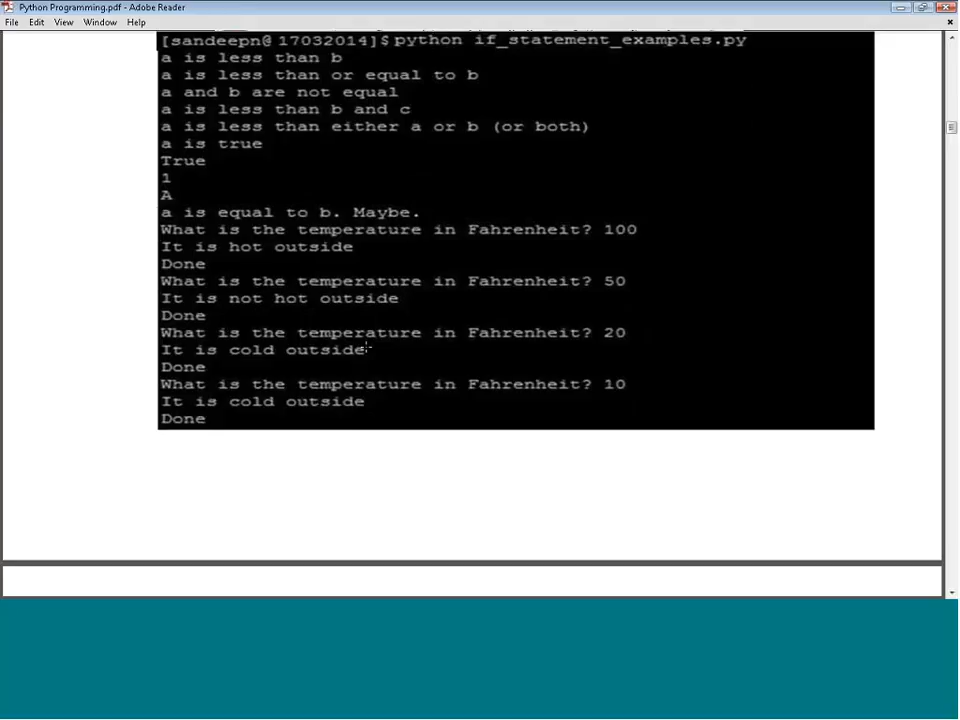 Python Programming.pdf - Adobe Reader
File Edit View Window Help
[sandeepn@ 17032014]$ python if_statement_examples.py
a is less than b
a is less than or equal to b
a and b are not equal
a is less than b and c
a is less than either a or b (or both)
a is true
True
1
A
a is equal to b. Maybe.
What is the temperature in Fahrenheit? 100
It is hot outside
Done
What is the temperature in Fahrenheit? 50
It is not hot outside
Done
What is the temperature in Fahrenheit? 20
It is cold outside
Done
What is the temperature in Fahrenheit? 10
It is cold outside
Done